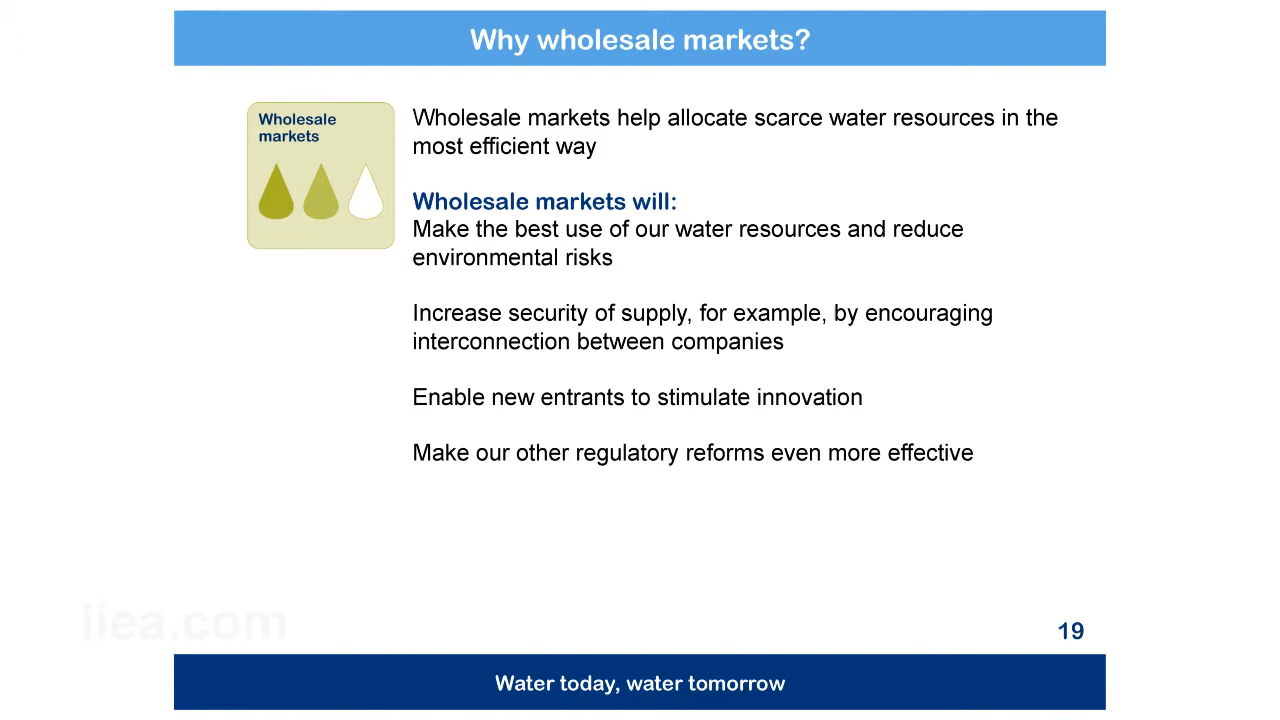 Why wholesale markets?
Wholesale
markets
Wholesale markets help allocate scarce water resources in the
most efficient way
Wholesale markets will:
Make the best use of our water resources and reduce
environmental risks
Increase security of supply, for example, by encouraging
interconnection between companies
Enable new entrants to stimulate innovation
Make our other regulatory reforms even more effective
iiea.com
19
Water today, water tomorrow